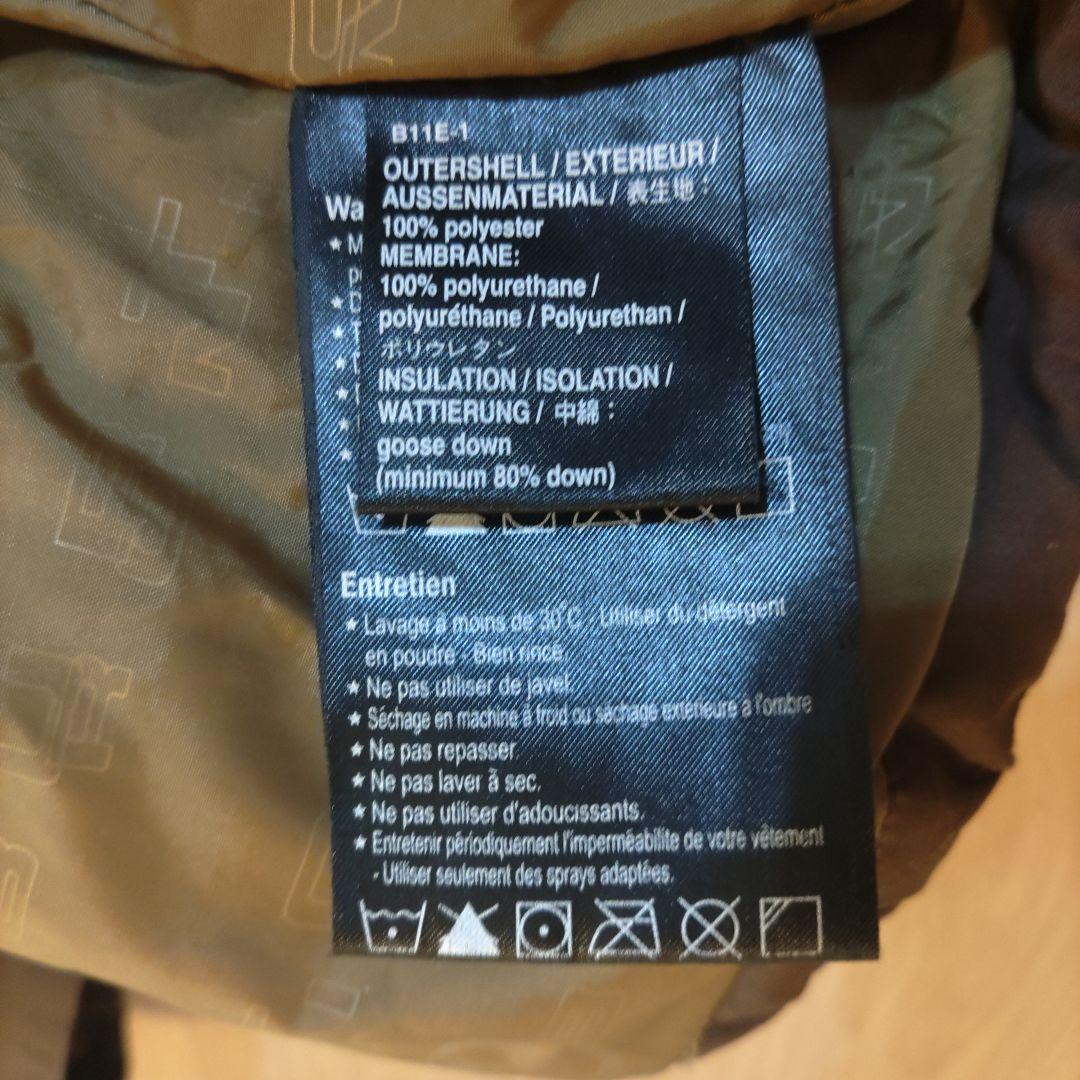 B11E-1
OUTERSHELL / EXTERIEUR /
AUSSENMATERIAL / 表生地 :
100% polyester
MEMBRANE:
100% polyurethane /
polyuréthane / Polyurethan /
ポリウレタン
INSULATION / ISOLATION /
WATTIERUNG / 中綿 :
goose down
(minimum 80% down)
Entretien
★ Lavage à moins de 30°C - Utiliser du détergent
en poudre - Bien rincé.
★ Ne pas utiliser de javel.
★ Séchage en machine à froid ou séchage exterieure a l'ombre
★ Ne pas repasser.
★ Ne pas laver à sec.
★ Ne pas utiliser d'adoucissants.
★ Entretenir périodiquement l'imperméabilite de votre vêtement
- Utiliser seulement des sprays adaptées.